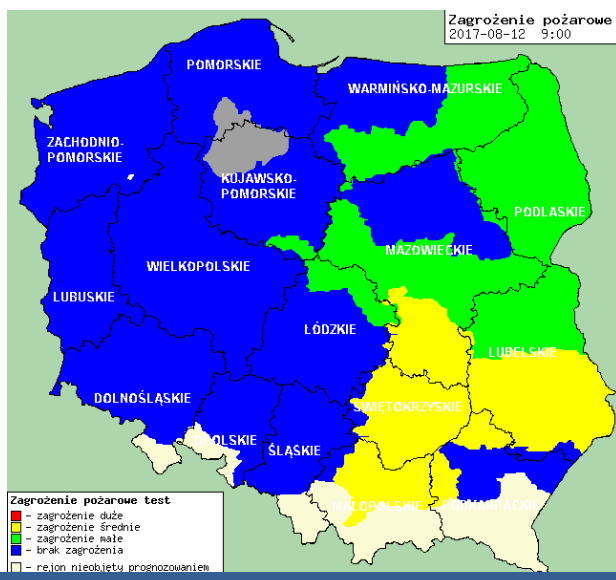 Zagrożenie pożarowe
2017-08-12 9:00
POMORSKIE
WARMIŃSKO-MAZURSKIE
ZACHODNIO-
POMORSKIE
KUJAWSKO-
POMORSKIE
PODLASKIE
MAZOWIECKIE
WIELKOPOLSKIE
LUBUSKIE
ŁÓDZKIE
LUBELSKIE
DOLNOŚLĄSKIE
ŚWIĘTOKRZYSKIE
OPOLSKIE
ŚLĄSKIE
MAŁOPOLSKIE
PODKARPACKIE
Zagrożenie pożarowe test
- zagrożenie duże
- zagrożenie średnie
- zagrożenie małe
- brak zagrożenia
- rejon nieobjęty prognozowaniem